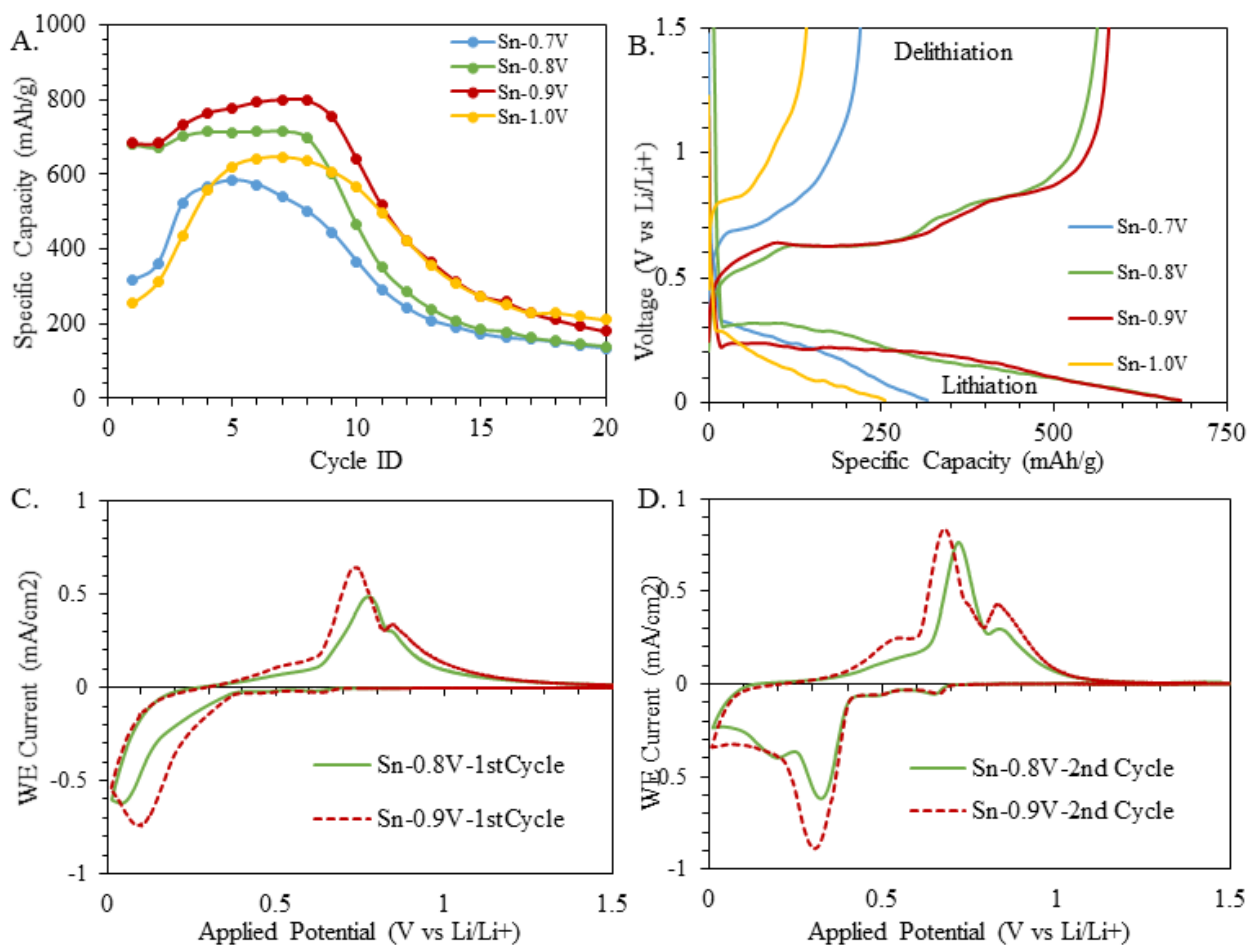 A.
Specific Capacity (mAh/g)
1000
800
600
400
200
0
0
5
10
15
20
Cycle ID
Sn-0.7V
Sn-0.8V
Sn-0.9V
Sn-1.0V
B.
Voltage (V vs Li/Li+)
1.5
1
0.5
0
0
250
500
750
Specific Capacity (mAh/g)
Delithiation
Sn-0.7V
Sn-0.8V
Sn-0.9V
Sn-1.0V
Lithiation
C.
WE Current (mA/cm2)
1
0.5
0
-0.5
-1
0
0.5
1
1.5
Applied Potential (V vs Li/Li+)
Sn-0.8V-1stCycle
Sn-0.9V-1stCycle
D.
WE Current (mA/cm2)
1
0.5
0
-0.5
-1
0
0.5
1
1.5
Applied Potential (V vs Li/Li+)
Sn-0.8V-2nd Cycle
Sn-0.9V-2nd Cycle